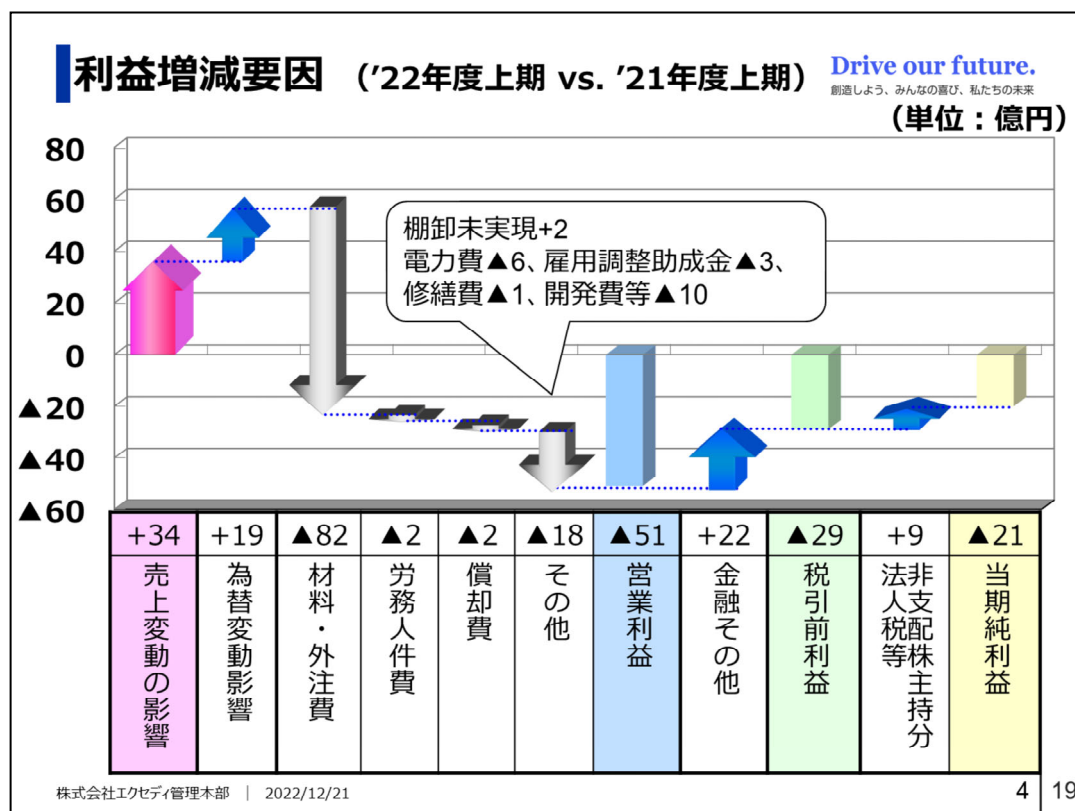 利益増減要因 （’22年度上期 vs. ’21年度上期）
Drive our future.
創造しよう、みんなの喜び、私たちの未来
（単位：億円）
80
60
40
20
0
▲20
▲40
▲60
棚卸未実現+2
電力費▲6、雇用調整助成金▲3、
修繕費▲1、開発費等▲10
+34 +19 ▲82 ▲2 ▲2 ▲18 ▲51 +22 ▲29 +9 ▲21
売上変動の影響
為替変動影響
材料・外注費
労務人件費
償却費
その他
営業利益
金融その他
税引前利益
非支配株主持分
法人税等
当期純利益
株式会社エクセディ管理本部 | 2022/12/21
4
19